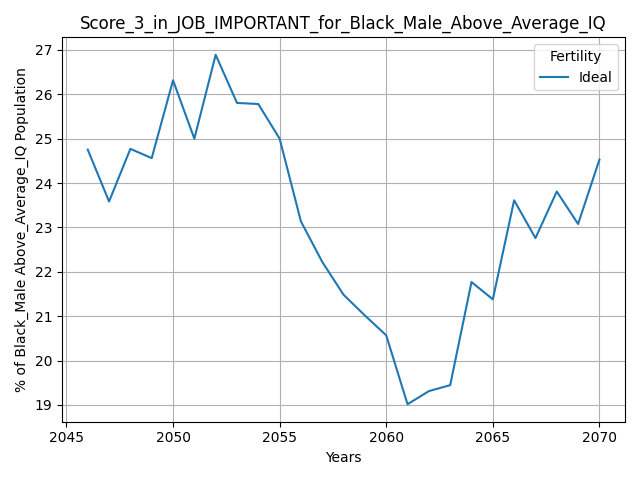 Score_3_in_JOB_IMPORTANT_for_Black_Male_Above_Average_IQ
% of Black_Male Above_Average_IQ Population
27
26
25
24
23
22
21
20
19
Fertility
Ideal
2045 2050 2055 2060 2065 2070
Years